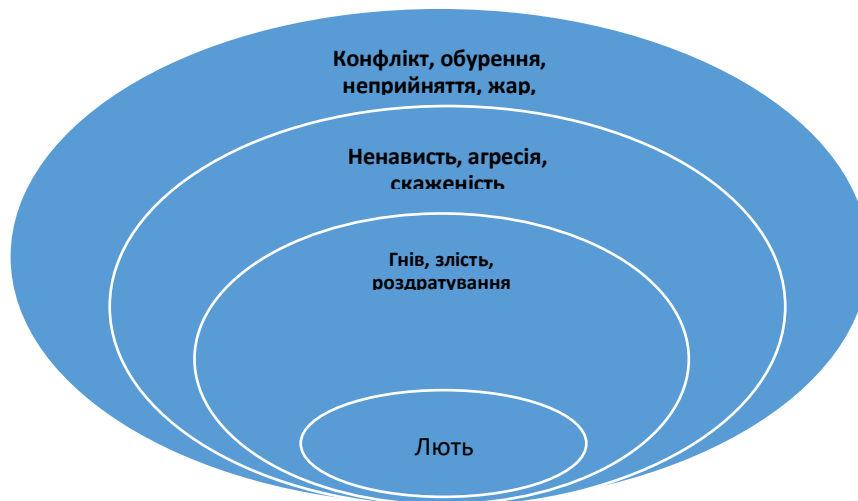 Конфлікт, обурення,
неприйняття, жар,
Ненависть, агресія,
скаженість
Гнів, злість,
роздратування
Лють